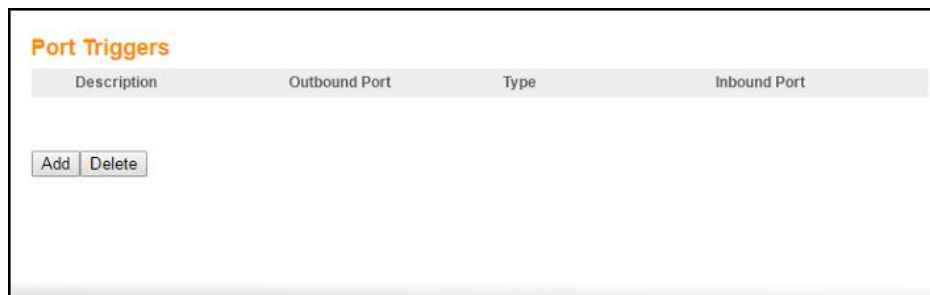 Port Triggers
Description Outbound Port Type Inbound Port
Add Delete